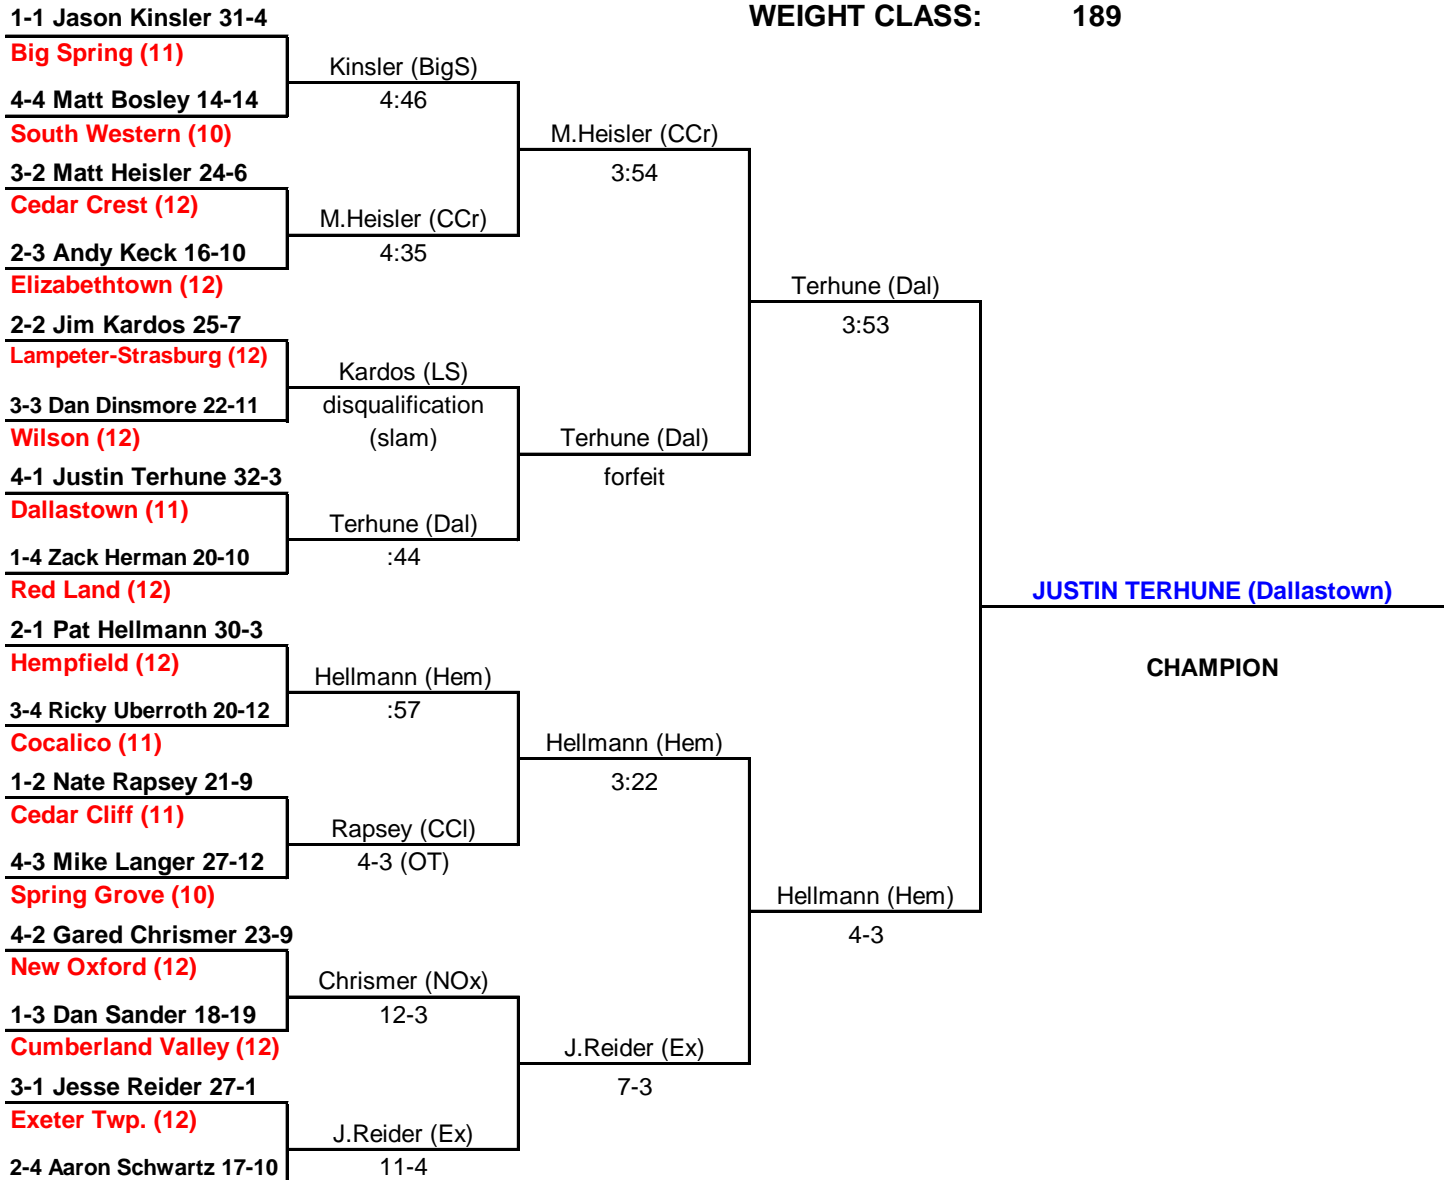 1-1 Jason Kinsler 31-4
WEIGHT CLASS: 189
Big Spring (11)
Kinsler (BigS)
4-4 Matt Bosley 14-14
4:46
South Western (10)
M.Heisler (CCr)
3-2 Matt Heisler 24-6
3:54
Cedar Crest (12)
M.Heisler (CCr)
2-3 Andy Keck 16-10
4:35
Elizabethtown (12)
Terhune (Dal)
2-2 Jim Kardos 25-7
3:53
Lampeter-Strasburg (12)
Kardos (LS)
3-3 Dan Dinsmore 22-11
disqualification
Wilson (12)
(slam)
Terhune (Dal)
4-1 Justin Terhune 32-3
forfeit
Dallastown (11)
Terhune (Dal)
1-4 Zack Herman 20-10
:44
Red Land (12)
JUSTIN TERHUNE (Dallastown)
2-1 Pat Hellmann 30-3
Hempfield (12)
CHAMPION
Hellmann (Hem)
3-4 Ricky Uberroth 20-12
:57
Cocalico (11)
Hellmann (Hem)
1-2 Nate Rapsey 21-9
3:22
Cedar Cliff (11)
Rapsey (CCl)
4-3 Mike Langer 27-12
4-3 (OT)
Spring Grove (10)
Hellmann (Hem)
4-2 Gared Chrismer 23-9
4-3
New Oxford (12)
Chrismer (NOx)
1-3 Dan Sander 18-19
12-3
Cumberland Valley (12)
J.Reider (Ex)
3-1 Jesse Reider 27-1
7-3
Exeter Twp. (12)
J.Reider (Ex)
2-4 Aaron Schwartz 17-10
11-4